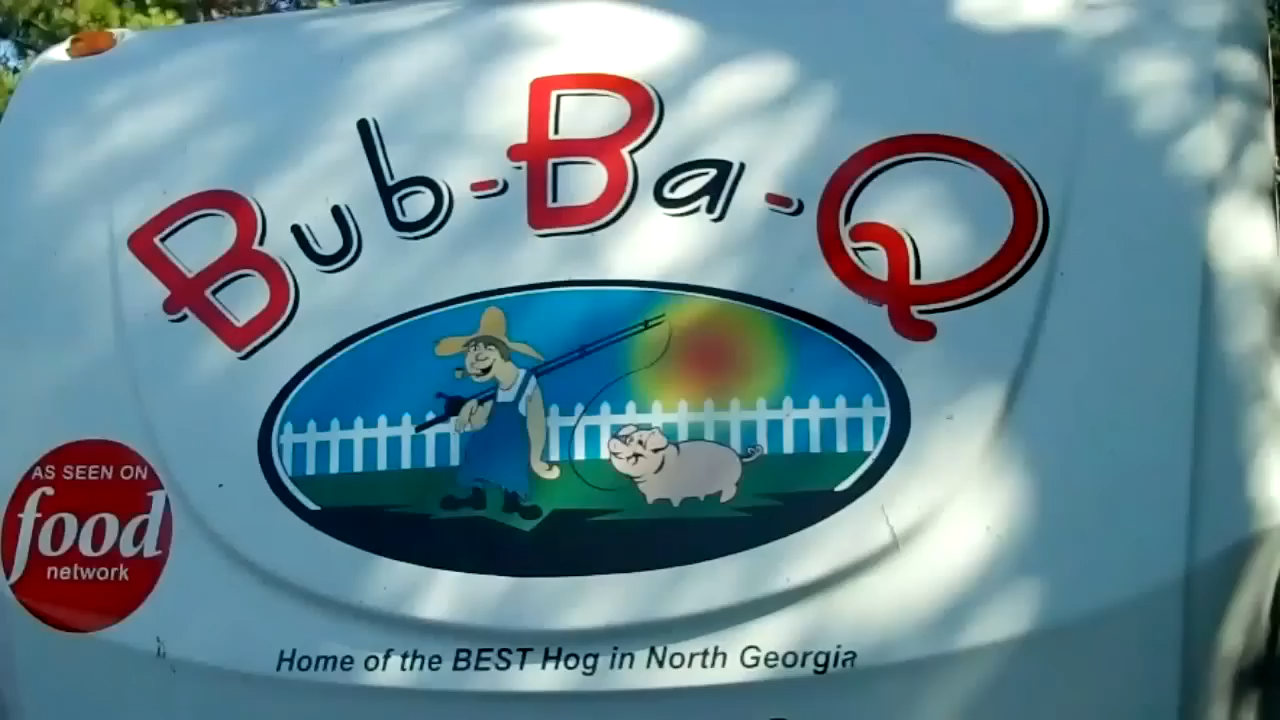 Bub-Ba-Q
AS SEEN ON
food
network
Home of the BEST Hog in North Georgia